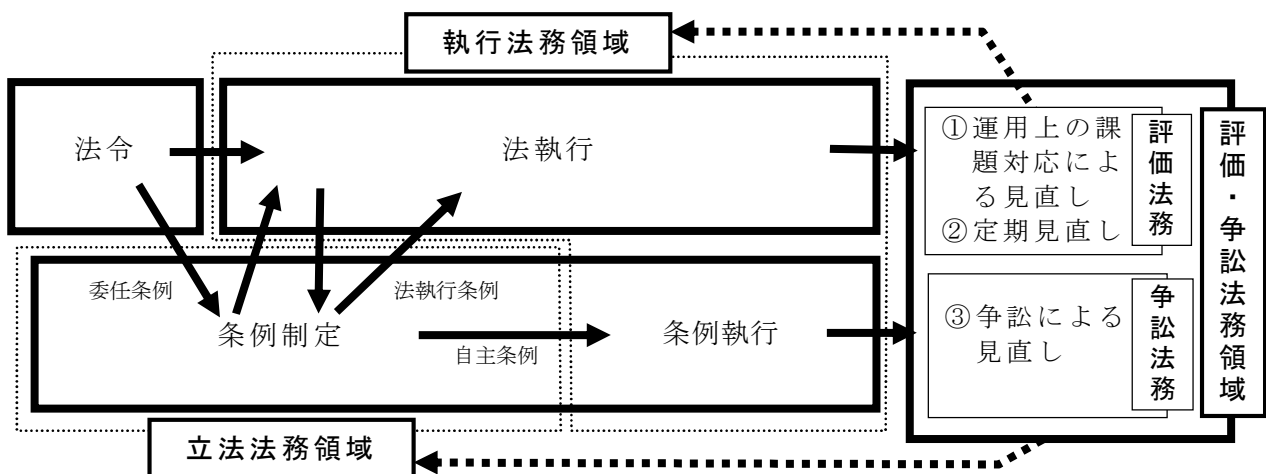 執行法務領域
法令
法執行
①運用上の課
題対応によ
る見直し
②定期見直し
評価法務
評価・争訟法務領域
委任条例
法執行条例
条例制定
自主条例
条例執行
③争訟による
見直し
争訟法務
立法法務領域